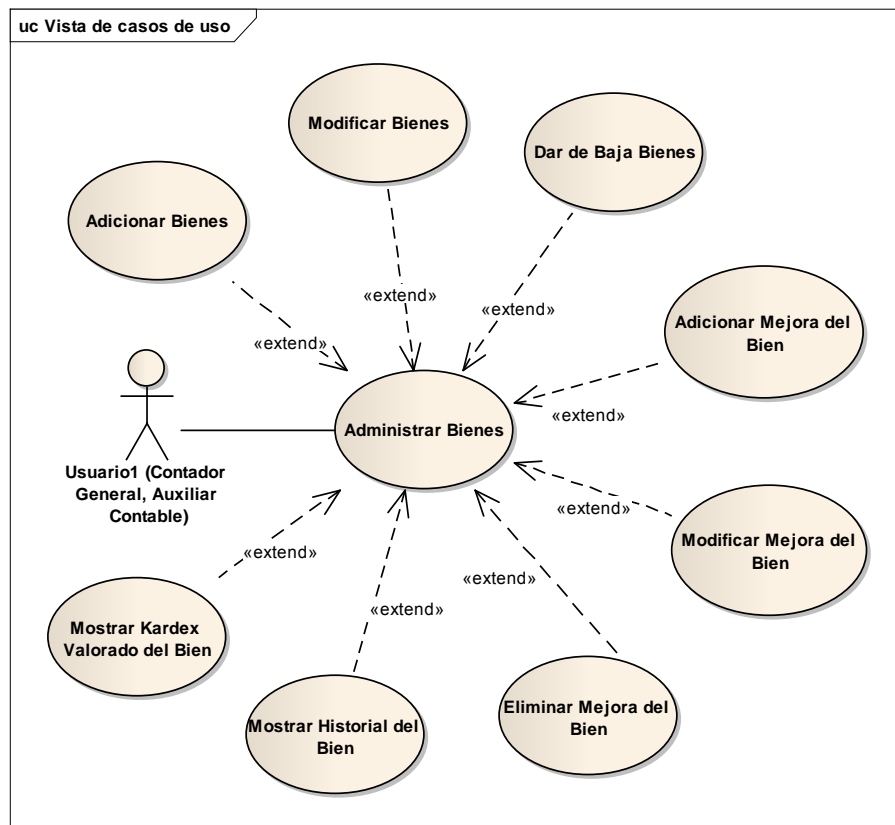 uc Vista de casos de uso
Modificar Bienes
Dar de Baja Bienes
Adicionar Bienes
«extend»
«extend»
«extend»
Adicionar Mejora del
Bien
«extend»
Administrar Bienes
Usuario1 (Contador
General, Auxiliar
Contable)
«extend»
Modificar Mejora del
Bien
«extend»
«extend»
«extend»
Mostrar Kardex
Valorado del Bien
Mostrar Historial del
Bien
Eliminar Mejora del
Bien